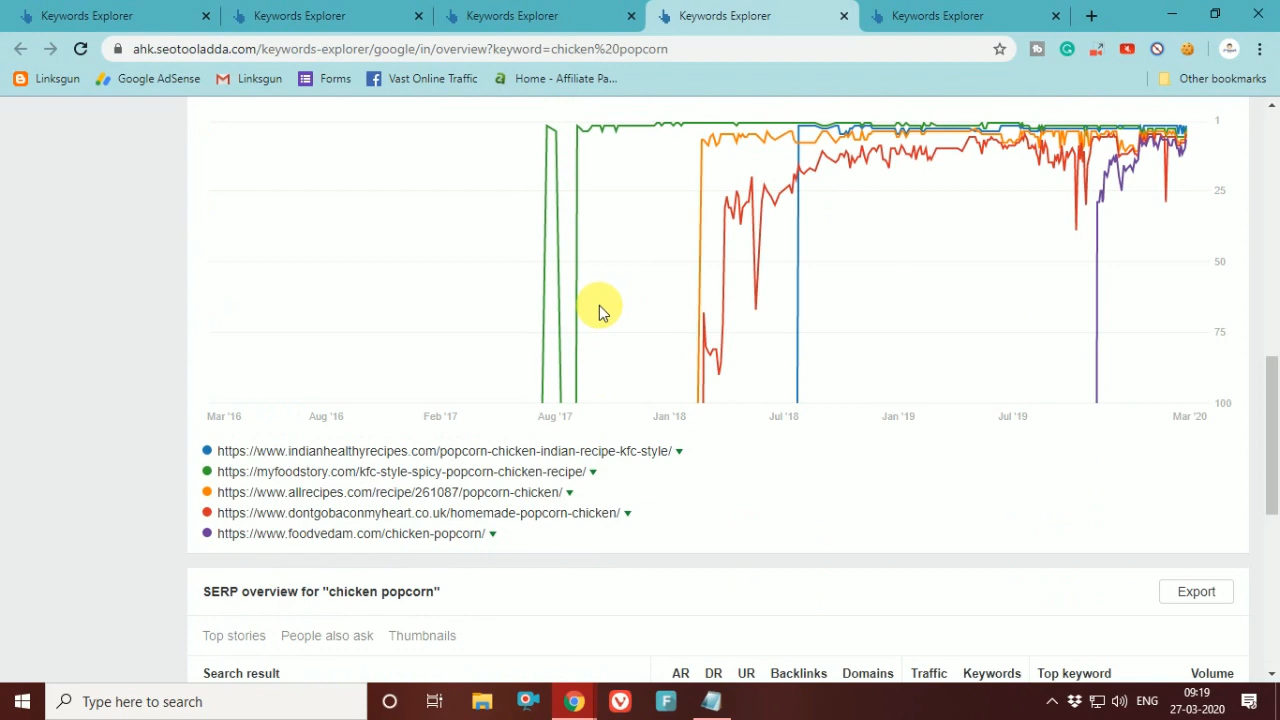 Keywords Explorer
Keywords Explorer
Keywords Explorer
Keywords Explorer
Keywords Explorer
ahk.seotooladda.com/keywords-explorer/google/in/overview?keyword=chicken%20popcorn
Linksgun
Google AdSense
Linksgun
Forms
Vast Online Traffic
Home - Affiliate Pa...
Other bookmarks
1
25
50
75
100
Mar '16
Aug '16
Feb '17
Aug '17
Jan '18
Jul '18
Jan '19
Jul '19
Mar '20
https://www.indianhealthyrecipes.com/popcorn-chicken-indian-recipe-kfc-style/
https://myfoodstory.com/kfc-style-spicy-popcorn-chicken-recipe/
https://www.allrecipes.com/recipe/261087/popcorn-chicken/
https://www.dontgobaconmyheart.co.uk/homemade-popcorn-chicken/
https://www.foodvedam.com/chicken-popcorn/
SERP overview for "chicken popcorn"
Export
Top stories People also ask Thumbnails
Search result AR DR UR Backlinks Domains Traffic Keywords Top keyword Volume
Type here to search
ENG
09:19
27-03-2020